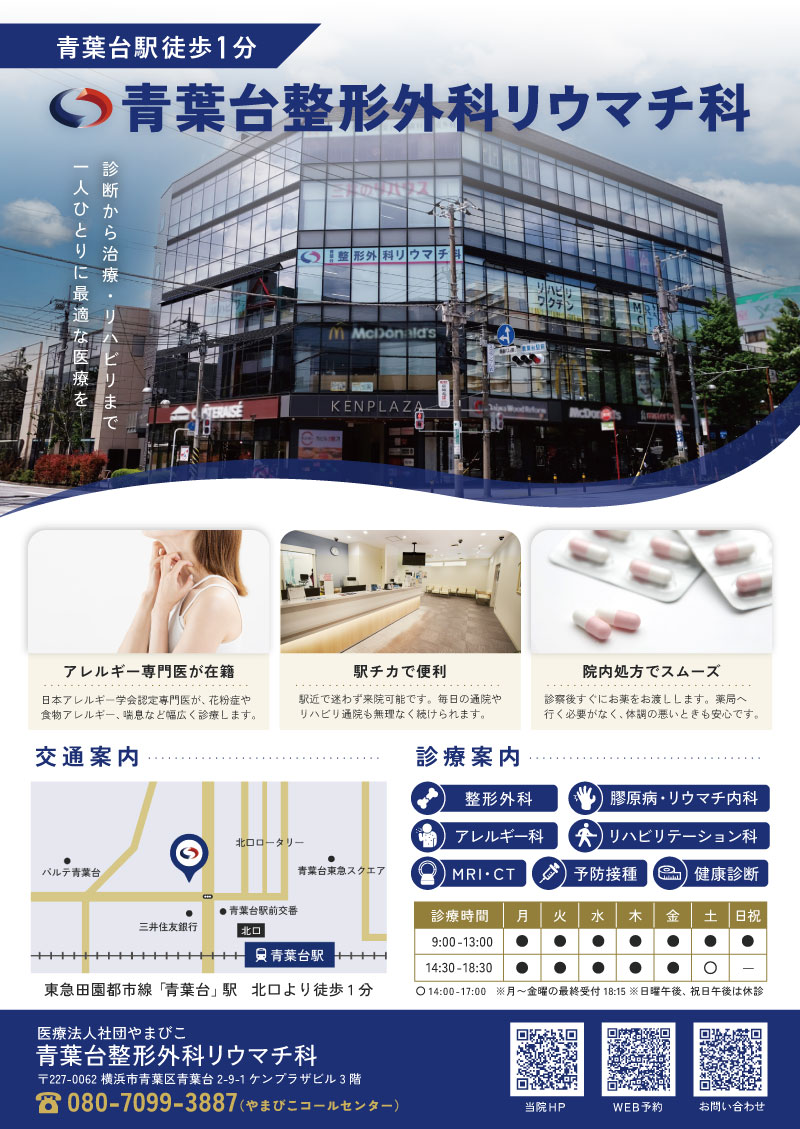 青葉台駅徒歩1分
青葉台整形外科リウマチ科
診断から治療・リハビリまで
一人ひとりに最適な医療を
整形外科リウマチ科
リハビリ
ワクチン
McDonald's
KENPLAZA
McDonald's
アレルギー専門医が在籍
日本アレルギー学会認定専門医が、花粉症や
食物アレルギー、喘息など幅広く診療します。
駅チカで便利
駅近で迷わず来院可能です。毎日の通院や
リハビリ通院も無理なく続けられます。
院内処方でスムーズ
診察後すぐにお薬をお渡しします。薬局へ
行く必要がなく、体調の悪いときも安心です。
交通案内
北口ロータリー
パルテ青葉台
青葉台東急スクエア
三井住友銀行
青葉台駅前交番
北口
青葉台駅
東急田園都市線「青葉台」駅 北口より徒歩1分
診療案内
整形外科
膠原病・リウマチ内科
アレルギー科
リハビリテーション科
MRI・CT
予防接種
健康診断
診療時間 月 火 水 木 金 土 日祝
9:00-13:00 ● ● ● ● ● ● ●
14:30-18:30 ● ● ● ● ● ○ ―
○14:00-17:00 ※月〜金曜の最終受付18:15 ※日曜午後、祝日午後は休診
医療法人社団やまびこ
青葉台整形外科リウマチ科
〒227-0062 横浜市青葉区青葉台2-9-1 ケンプラザビル3階
080-7099-3887(やまびこコールセンター)
当院HP
WEB予約
お問い合わせ